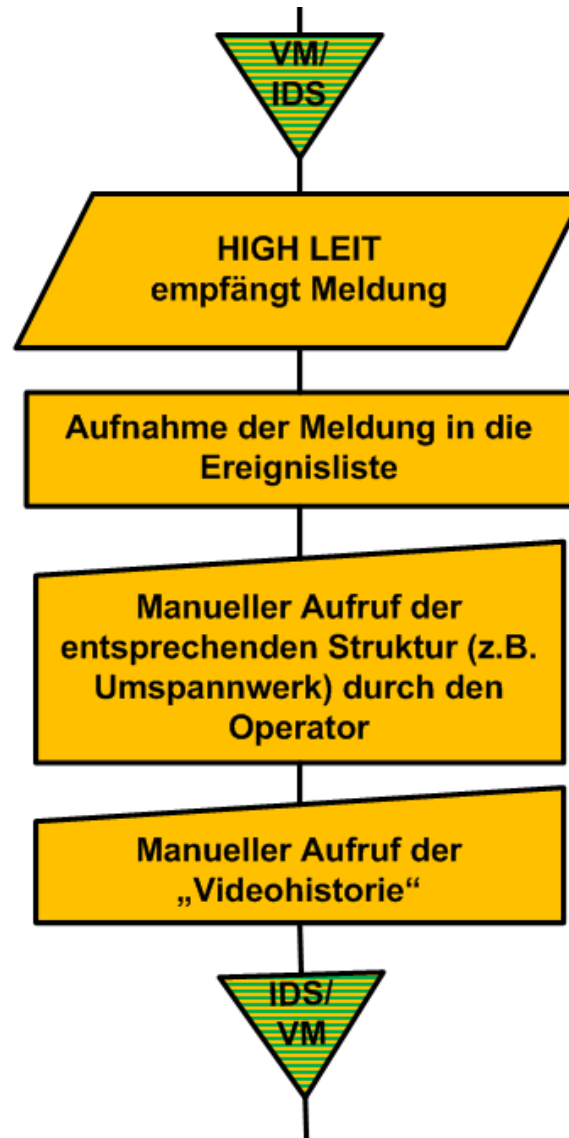 VM/
IDS
HIGH LEIT
empfängt Meldung
Aufnahme der Meldung in die
Ereignisliste
Manueller Aufruf der
entsprechenden Struktur (z.B.
Umspannwerk) durch den
Operator
Manueller Aufruf der
„Videohistorie“
IDS/
VM